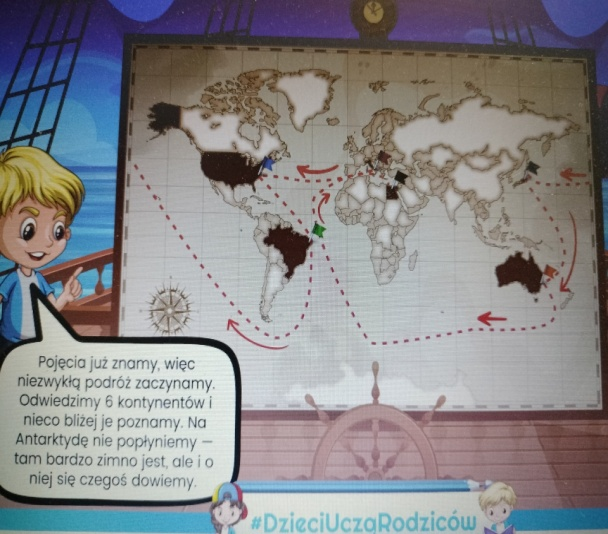 Pojęcia już znamy, więc
niezwykłą podróż zaczynamy.
Odwiedzimy 6 kontynentów i
nieco bliżej je poznamy. Na
Antarktydę nie popłyniemy –
tam bardzo zimno jest, ale i o
niej się czegoś dowiemy.
#DzieciUcząRodziców